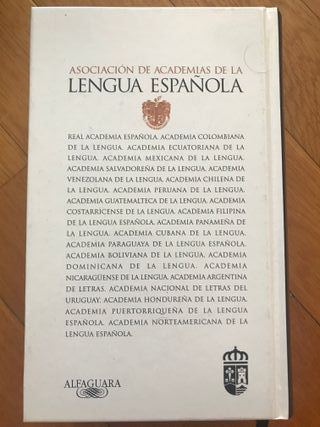 ASOCIACIÓN DE ACADEMIAS DE LA
LENGUA ESPAÑOLA
REAL ACADEMIA ESPAÑOLA. ACADEMIA COLOMBIANA
DE LA LENGUA. ACADEMIA ECUATORIANA DE LA
LENGUA. ACADEMIA MEXICANA DE LA LENGUA.
ACADEMIA SALVADOREÑA DE LA LENGUA. ACADEMIA
VENEZOLANA DE LA LENGUA. ACADEMIA CHILENA DE
LA LENGUA. ACADEMIA PERUANA DE LA LENGUA.
ACADEMIA GUATEMALTECA DE LA LENGUA. ACADEMIA
COSTARRICENSE DE LA LENGUA. ACADEMIA FILIPINA
DE LA LENGUA ESPAÑOLA. ACADEMIA PANAMEÑA DE
LA LENGUA. ACADEMIA CUBANA DE LA LENGUA.
ACADEMIA PARAGUAYA DE LA LENGUA ESPAÑOLA.
ACADEMIA BOLIVIANA DE LA LENGUA. ACADEMIA
DOMINICANA DE LA LENGUA. ACADEMIA
NICARAGÜENSE DE LA LENGUA. ACADEMIA ARGENTINA
DE LETRAS. ACADEMIA NACIONAL DE LETRAS DEL
URUGUAY. ACADEMIA HONDUREÑA DE LA LENGUA.
ACADEMIA PUERTORRIQUEÑA DE LA LENGUA
ESPAÑOLA. ACADEMIA NORTEAMERICANA DE LA
LENGUA ESPAÑOLA.
ALFAGUARA